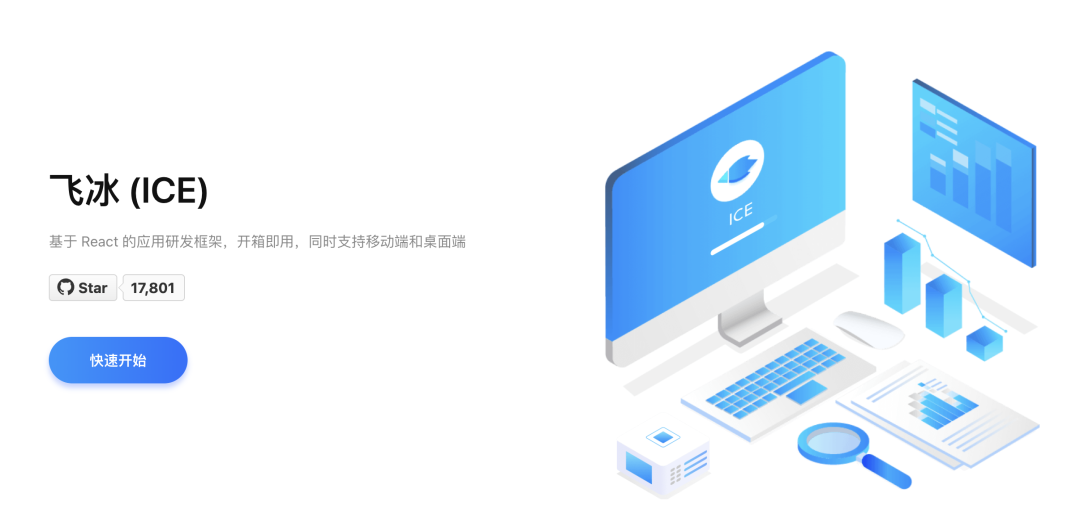 飞冰 (ICE)
基于 React 的应用研发框架，开箱即用，同时支持移动端和桌面端
Star
17,801
快速开始
ICE